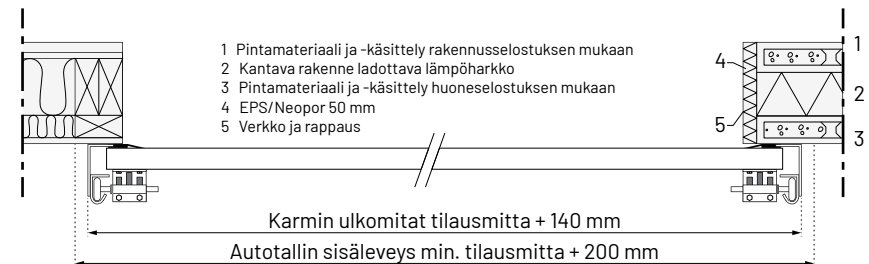 1 Pintamateriaali ja -käsittely rakennusselostuksen mukaan
2 Kantava rakenne ladottava lämpöharkko
3 Pintamateriaali ja -käsittely huoneselostuksen mukaan
4 EPS/Neopor 50 mm
5 Verkko ja rappaus
1
4
2
5
3
Karmin ulkomitat tilausmitta + 140 mm
Autotallin sisäleveys min. tilausmitta + 200 mm